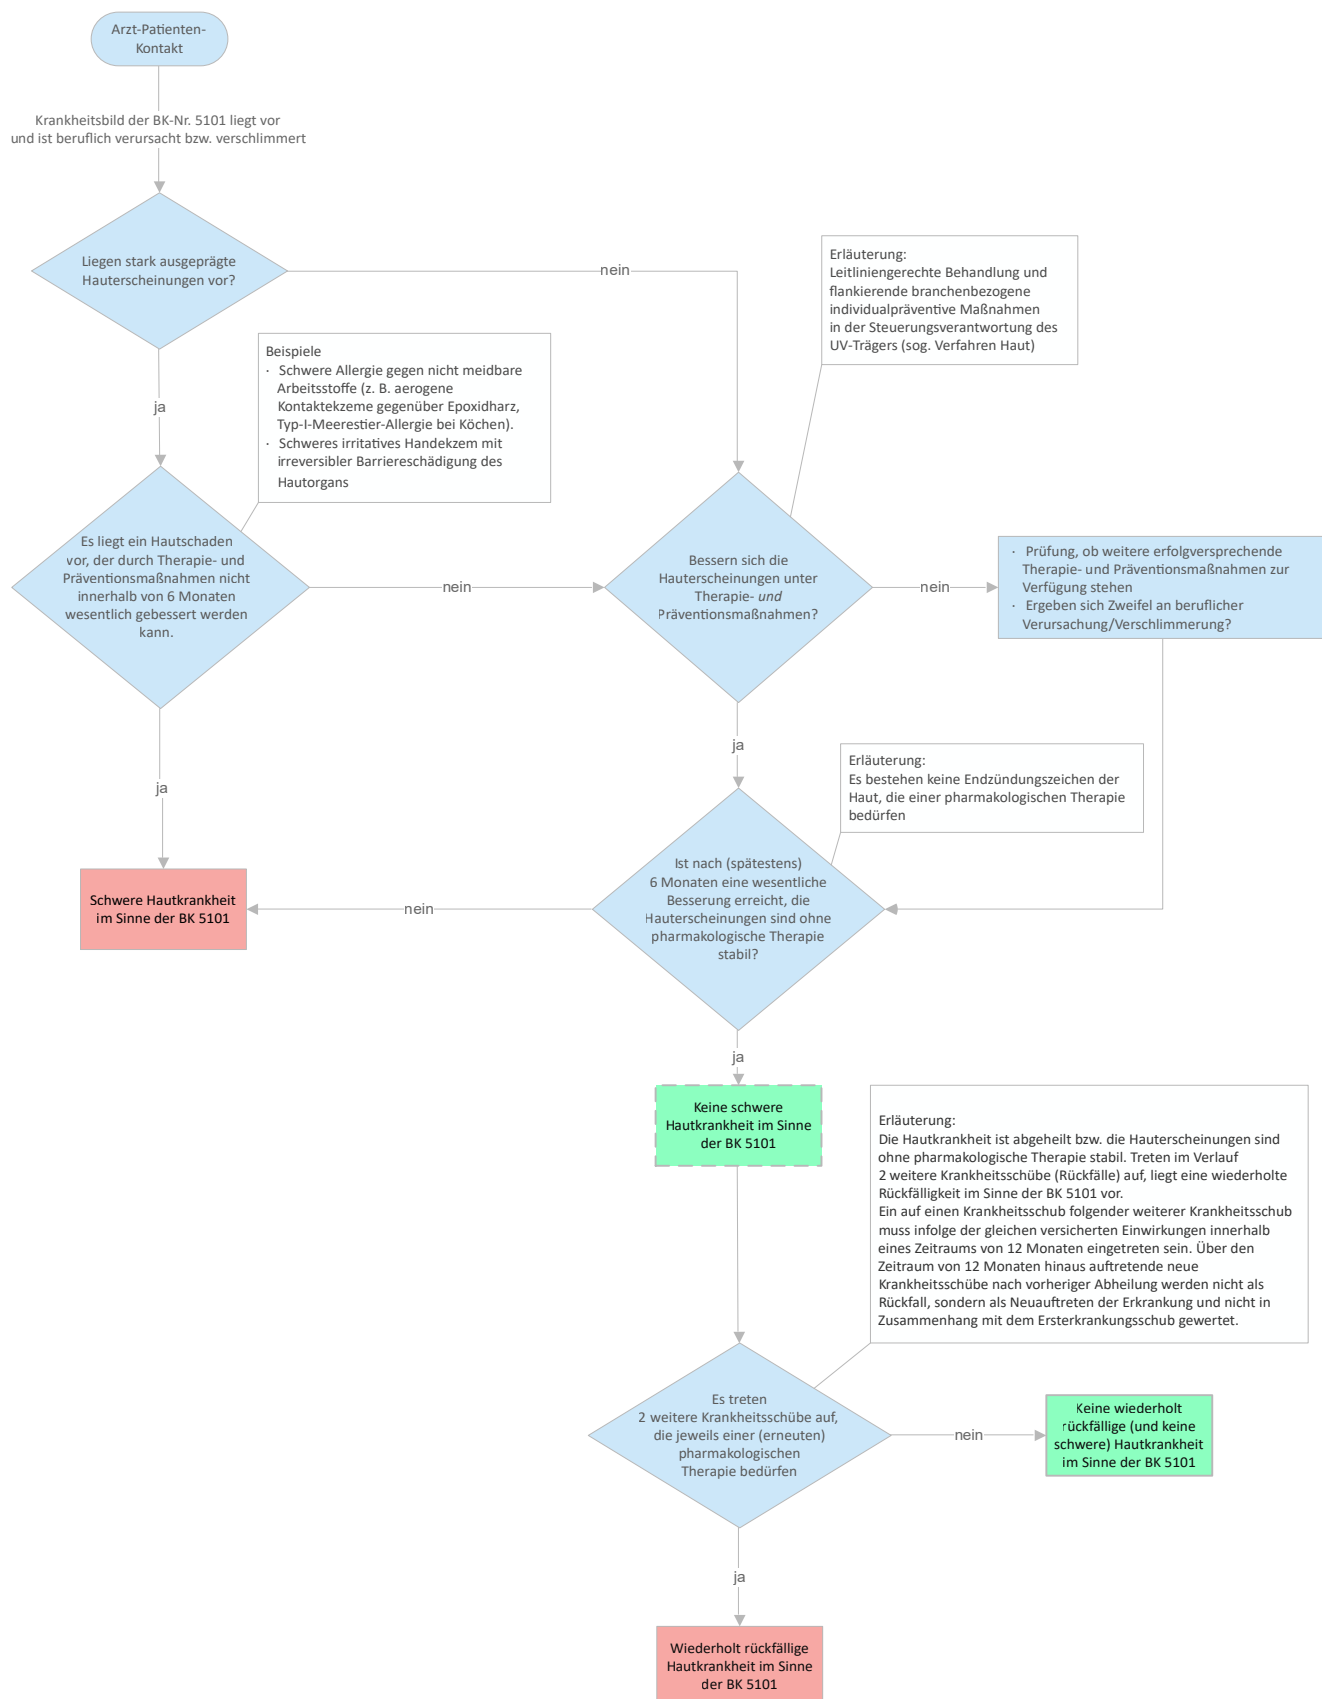 Arzt-Patienten-
Kontakt
Krankheitsbild der BK-Nr. 5101 liegt vor
und ist beruflich verursacht bzw. verschlimmert
Liegen stark ausgeprägte
Hauterscheinungen vor?
nein
Erläuterung:
Leitliniengerechte Behandlung und
flankierende branchenbezogene
individualpräventive Maßnahmen
in der Steuerungsverantwortung des
UV-Trägers (sog. Verfahren Haut)
ja
Beispiele
· Schwere Allergie gegen nicht meidbare
Arbeitsstoffe (z. B. aerogene
Kontaktekzeme gegenüber Epoxidharz,
Typ-I-Meerestier-Allergie bei Köchen).
· Schweres irritatives Handekzem mit
irreversibler Barriereschädigung des
Hautorgans
Es liegt ein Hautschaden
vor, der durch Therapie- und
Präventionsmaßnahmen nicht
innerhalb von 6 Monaten
wesentlich gebessert werden
kann.
nein
Bessern sich die
Hauterscheinungen unter
Therapie- und
Präventionsmaßnahmen?
nein
· Prüfung, ob weitere erfolgversprechende
Therapie- und Präventionsmaßnahmen zur
Verfügung stehen
· Ergeben sich Zweifel an beruflicher
Verursachung/Verschlimmerung?
ja
ja
Erläuterung:
Es bestehen keine Endzündungszeichen der
Haut, die einer pharmakologischen Therapie
bedürfen
Ist nach (spätestens)
6 Monaten eine wesentliche
Besserung erreicht, die
Hauterscheinungen sind ohne
pharmakologische Therapie
stabil?
nein
Schwere Hautkrankheit
im Sinne der BK 5101
ja
Keine schwere
Hautkrankheit im Sinne
der BK 5101
Erläuterung:
Die Hautkrankheit ist abgeheilt bzw. die Hauterscheinungen sind
ohne pharmakologische Therapie stabil. Treten im Verlauf
2 weitere Krankheitsschübe (Rückfälle) auf, liegt eine wiederholte
Rückfälligkeit im Sinne der BK 5101 vor.
Ein auf einen Krankheitsschub folgender weiterer Krankheitsschub
muss infolge der gleichen versicherten Einwirkungen innerhalb
eines Zeitraums von 12 Monaten eingetreten sein. Über den
Zeitraum von 12 Monaten hinaus auftretende neue
Krankheitsschübe nach vorheriger Abheilung werden nicht als
Rückfall, sondern als Neuauftreten der Erkrankung und nicht in
Zusammenhang mit dem Ersterkrankungsschub gewertet.
Es treten
2 weitere Krankheitsschübe auf,
die jeweils einer (erneuten)
pharmakologischen
Therapie bedürfen
nein
Keine wiederholt
rückfällige (und keine
schwere) Hautkrankheit
im Sinne der BK 5101
ja
Wiederholt rückfällige
Hautkrankheit im Sinne
der BK 5101